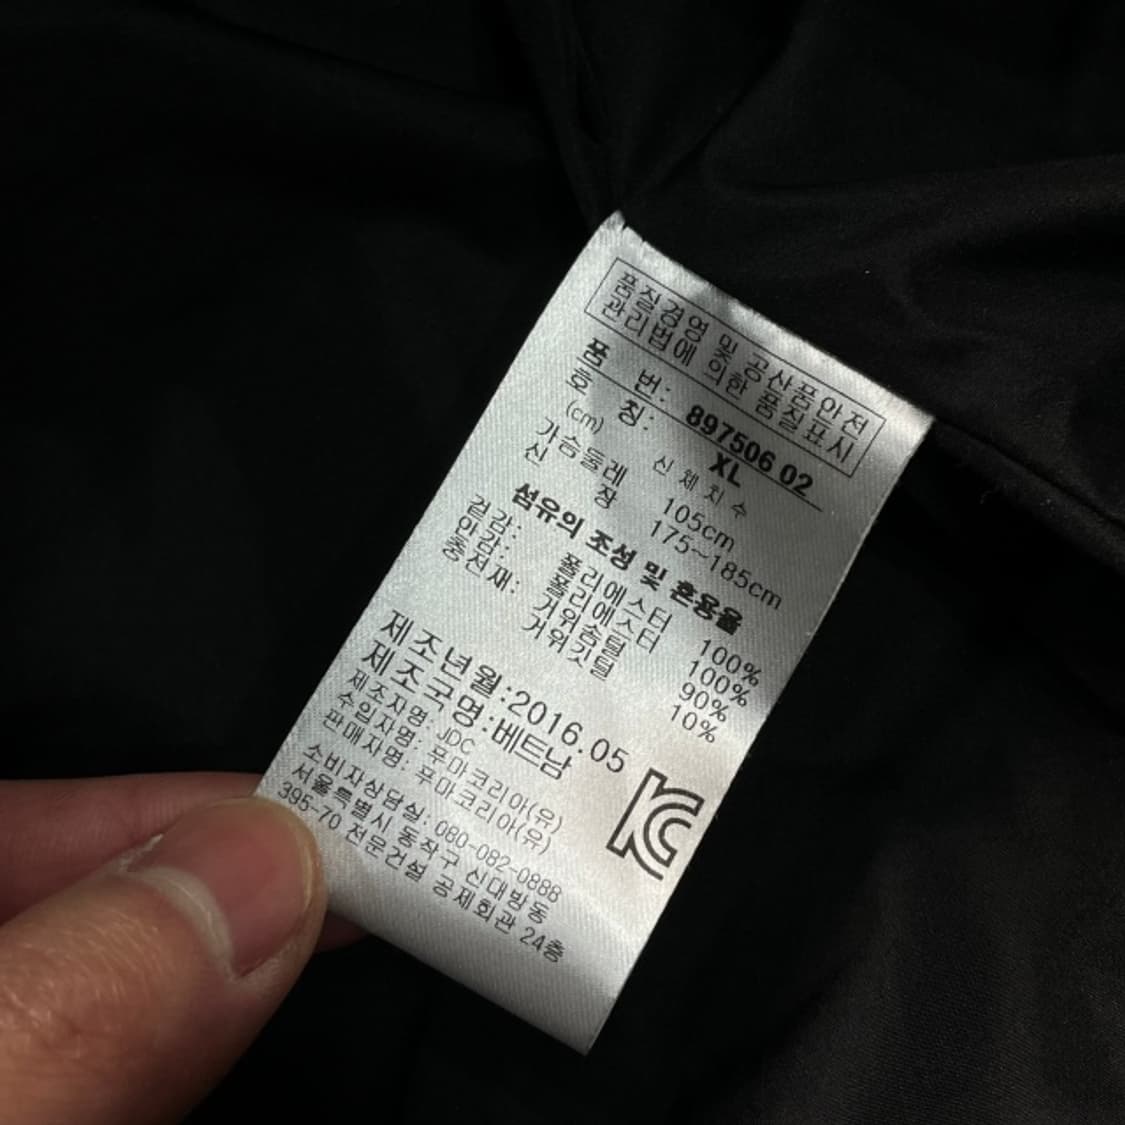 품질경영 및 공산품안전
관리법에 의한 품질표시
품 번: 897506 02
호 칭: XL
(cm) 신체치수
가슴둘레 105cm
신 장 175~185cm
섬유의 조성 및 혼용율
겉감: 폴리에스터 100%
안감: 폴리에스터 100%
충전재: 거위솜털 90%
거위깃털 10%
제조년월:2016.05
제조국명:베트남
제조자명: JDC
수입자명: 푸마코리아(유)
판매자명: 푸마코리아(유)
소비자상담실: 080-082-0888
서울특별시 동작구 신대방동
395-70 전문건설 공제회관 24층
KC